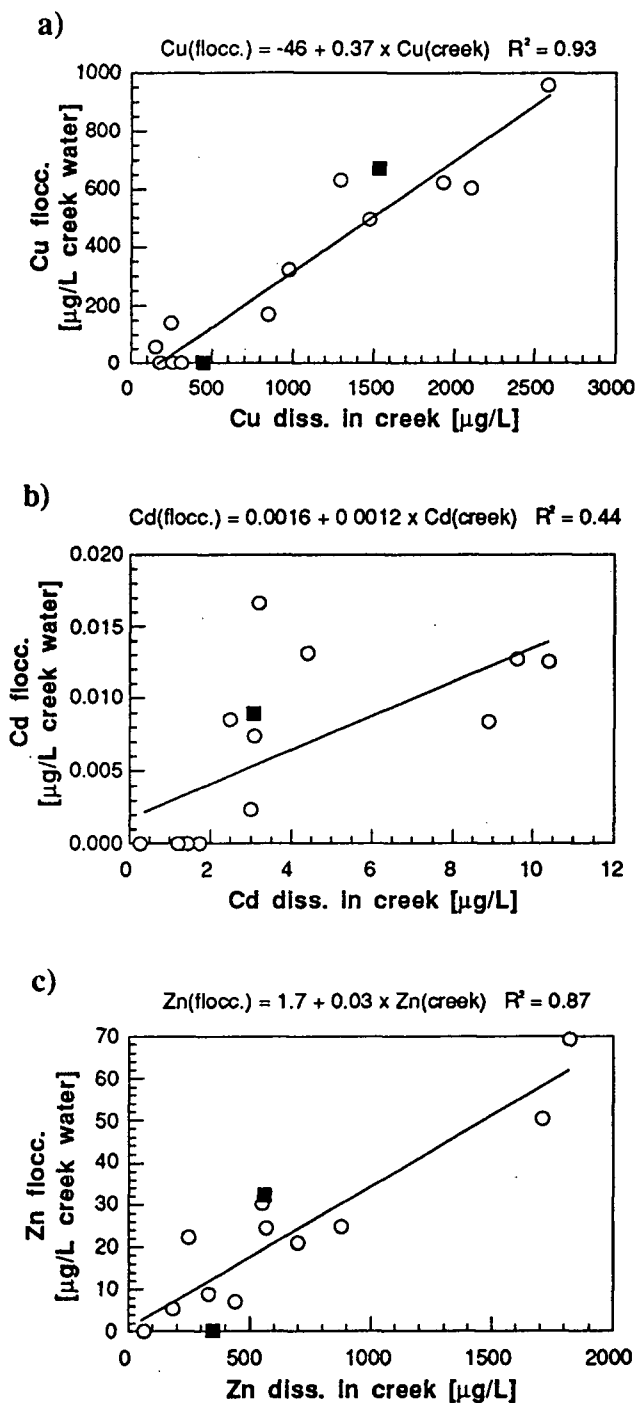 a)
Cu(flocc.) = -46 + 0.37 x Cu(creek) R² = 0.93
1000
800
600
400
200
0
Cu flocc.
[µg/L creek water]
0 500 1000 1500 2000 2500 3000
Cu diss. in creek [µg/L]
b)
Cd(flocc.) = 0.0016 + 0 0012 x Cd(creek) R² = 0.44
0.020
0.015
0.010
0.005
0.000
Cd flocc.
[µg/L creek water]
0 2 4 6 8 10 12
Cd diss. in creek [µg/L]
c)
Zn(flocc.) = 1.7 + 0.03 x Zn(creek) R² = 0.87
70
60
50
40
30
20
10
0
Zn flocc.
[µg/L creek water]
0 500 1000 1500 2000
Zn diss. in creek [µg/L]